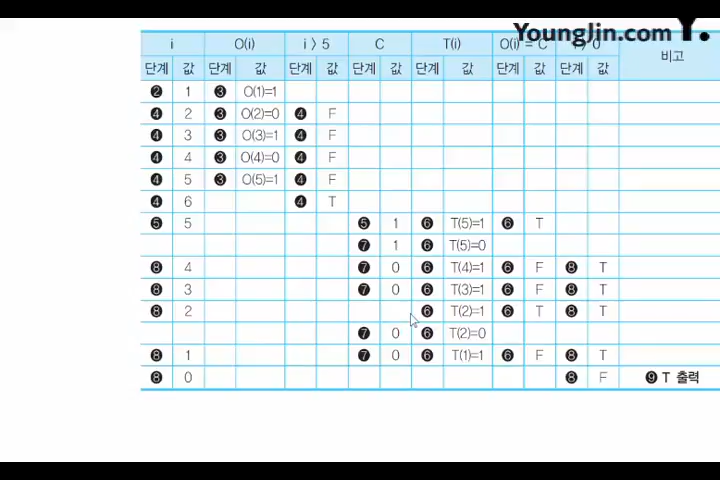 YoungJin.com Y.
i O(i) i 〉 5 C T(i) O(i) = C i 〉 0 비고
단계 값 단계 값 단계 값 단계 값 단계 값 단계 값 단계 값
❷ 1 ❸ O(1)=1
❹ 2 ❸ O(2)=0 ❹ F
❹ 3 ❸ O(3)=1 ❹ F
❹ 4 ❸ O(4)=0 ❹ F
❹ 5 ❸ O(5)=1 ❹ F
❹ 6 ❹ T
❺ 5 ❺ 1 ❻ T(5)=1 ❻ T
❼ 1 ❻ T(5)=0
❽ 4 ❼ 0 ❻ T(4)=1 ❻ F ❽ T
❽ 3 ❼ 0 ❻ T(3)=1 ❻ F ❽ T
❽ 2 ❻ T(2)=1 ❻ T ❽ T
❼ 0 ❻ T(2)=0
❽ 1 ❼ 0 ❻ T(1)=1 ❻ F ❽ T
❽ 0 ❽ F ❾ T 출력